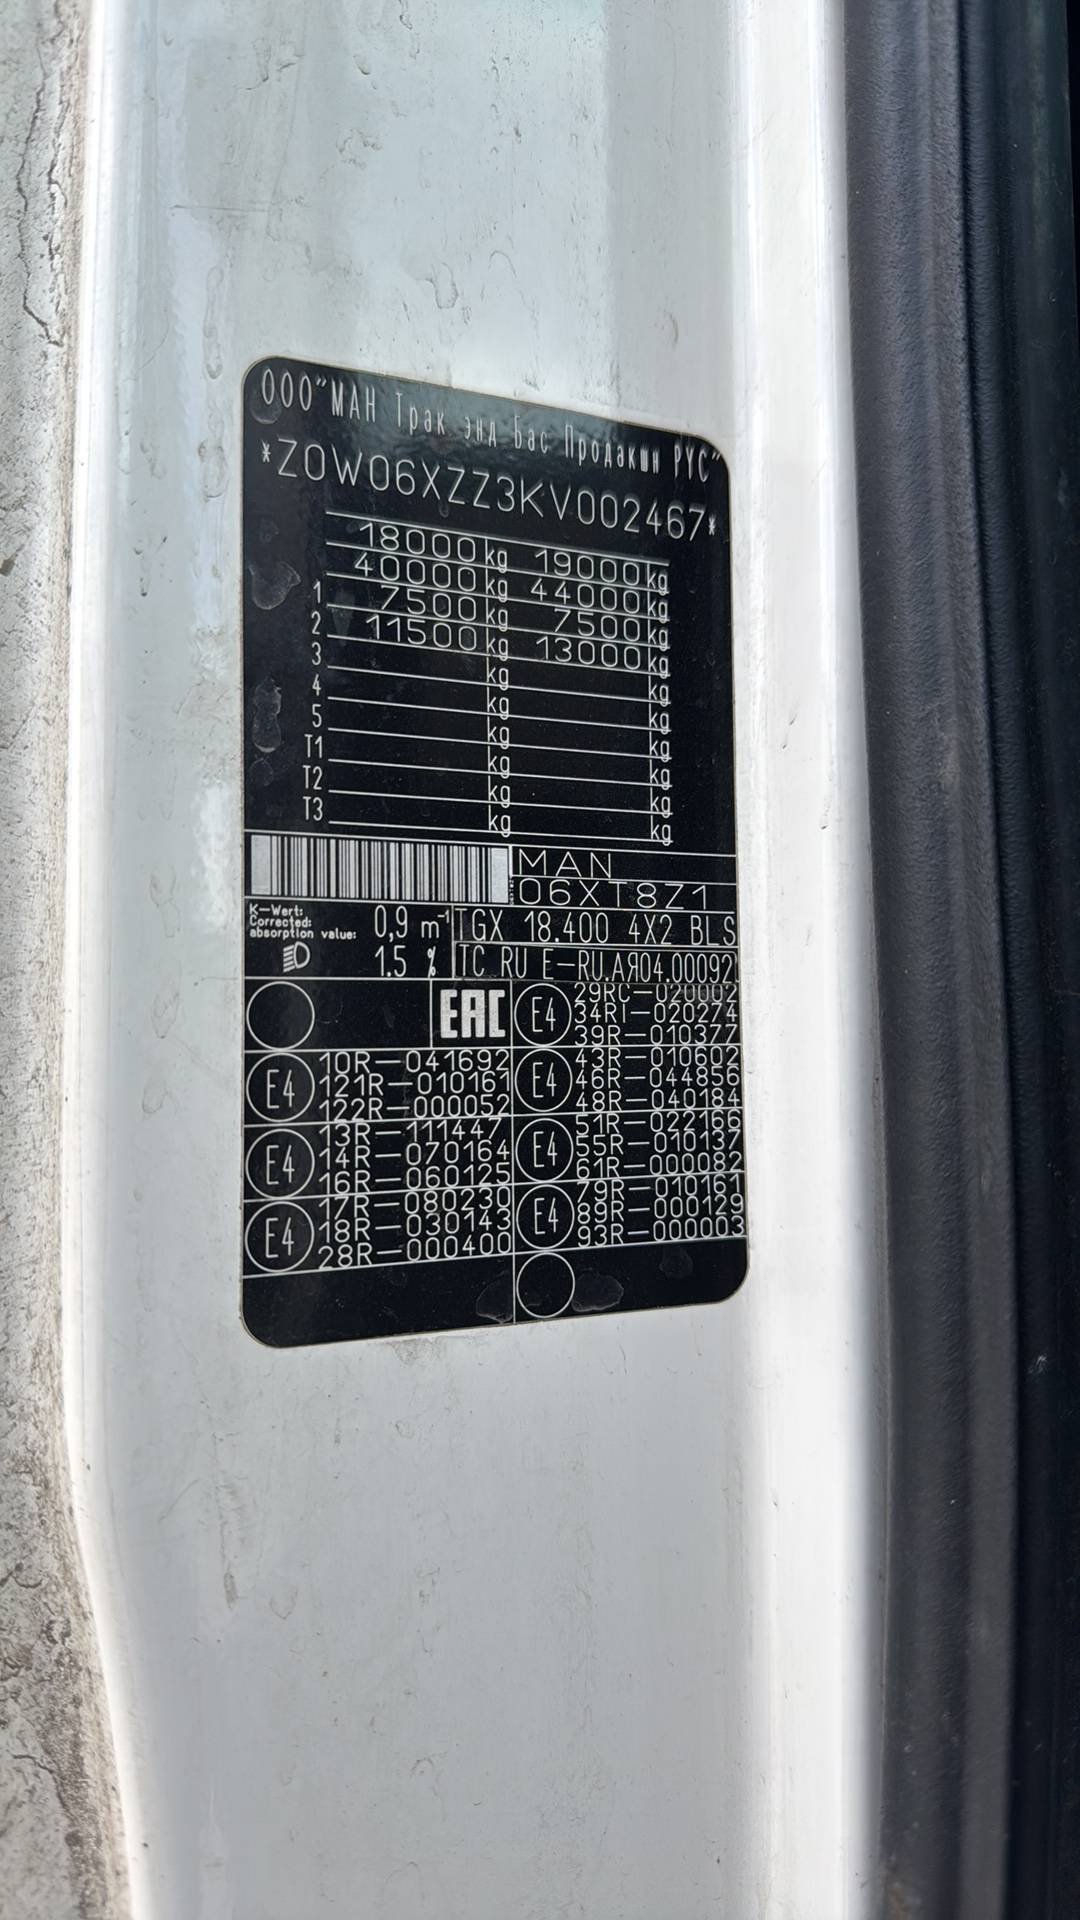 ООО"МАН Трак энд Бас Продакшн РУС"
*Z0W06XZZ3KV002467*
18000kg 19000kg
40000kg 44000kg
1 7500kg 7500kg
2 11500kg 13000kg
3 kg kg
4 kg kg
5 kg kg
T1 kg kg
T2 kg kg
T3 kg kg
MAN
06XT8Z1
K-Wert:
Corrected:
absorption value: 0,9 m⁻¹
TGX 18.400 4X2 BLS
1.5 %
TC RU E-RU.АЯ04.00092
EAC
E4
29RC-020002
34RI-020274
39R-010377
E4
10R-041692
121R-010161
122R-000052
E4
43R-010602
46R-044856
48R-040184
E4
13R-111447
14R-070164
16R-060125
E4
51R-022166
55R-010137
61R-000082
E4
17R-080230
18R-030143
28R-000400
E4
79R-010161
89R-000129
93R-000003